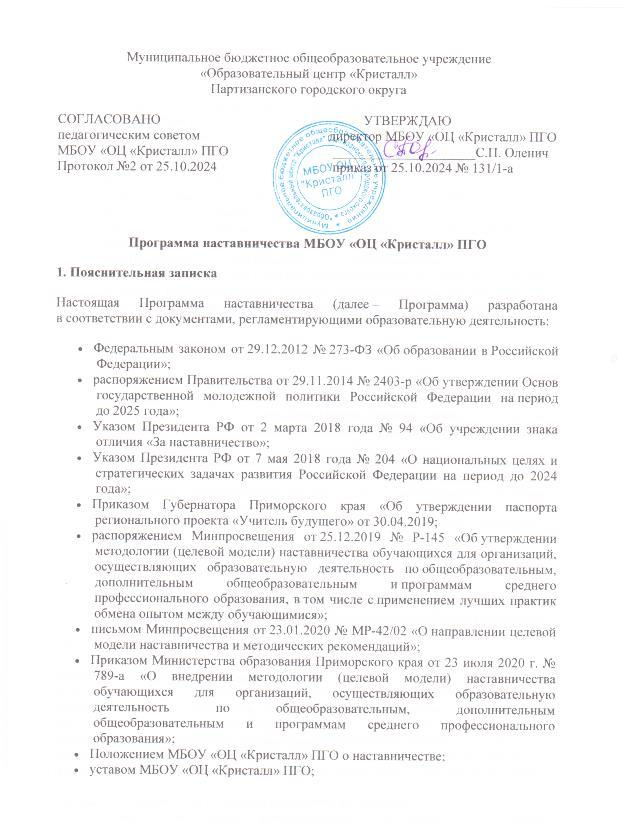 Муниципальное бюджетное общеобразовательное учреждение
«Образовательный центр «Кристалл»
Партизанского городского округа
СОГЛАСОВАНО УТВЕРЖДАЮ
педагогическим советом директор МБОУ «ОЦ «Кристалл» ПГО
МБОУ «ОЦ «Кристалл» ПГО С.П. Оленич
Протокол №2 от 25.10.2024 приказ от 25.10.2024 № 131/1-а
МБОУ ОЦ
"Кристалл"
ПГО
Программа наставничества МБОУ «ОЦ «Кристалл» ПГО
1. Пояснительная записка
Настоящая Программа наставничества (далее – Программа) разработана
в соответствии с документами, регламентирующими образовательную деятельность:
• Федеральным законом от 29.12.2012 № 273-ФЗ «Об образовании в Российской
Федерации»;
• распоряжением Правительства от 29.11.2014 № 2403-р «Об утверждении Основ
государственной молодежной политики Российской Федерации на период
до 2025 года»;
• Указом Президента РФ от 2 марта 2018 года № 94 «Об учреждении знака
отличия «За наставничество»;
• Указом Президента РФ от 7 мая 2018 года № 204 «О национальных целях и
стратегических задачах развития Российской Федерации на период до 2024
года»;
• Приказом Губернатора Приморского края «Об утверждении паспорта
регионального проекта «Учитель будущего» от 30.04.2019;
• распоряжением Минпросвещения от 25.12.2019 № Р-145 «Об утверждении
методологии (целевой модели) наставничества обучающихся для организаций,
осуществляющих образовательную деятельность по общеобразовательным,
дополнительным общеобразовательным и программам среднего
профессионального образования, в том числе с применением лучших практик
обмена опытом между обучающимися»;
• письмом Минпросвещения от 23.01.2020 № МР-42/02 «О направлении целевой
модели наставничества и методических рекомендаций»;
• Приказом Министерства образования Приморского края от 23 июля 2020 г. №
789-а «О внедрении методологии (целевой модели) наставничества
обучающихся для организаций, осуществляющих образовательную
деятельность по общеобразовательным, дополнительным
общеобразовательным и программам среднего профессионального
образования»;
• Положением МБОУ «ОЦ «Кристалл» ПГО о наставничестве;
• уставом МБОУ «ОЦ «Кристалл» ПГО;